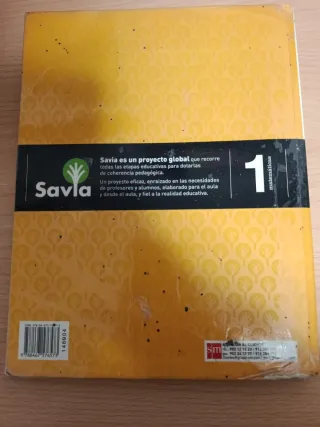 Savia es un proyecto global que recorre
todas las etapas educativas para dotarlas
de coherencia pedagógica.
Un proyecto eficaz, enraizado en las necesidades
de profesores y alumnos, elaborado para el aula
y desde el aula, y fiel a la realidad educativa.
Savia
1
matemáticas
148604
sm